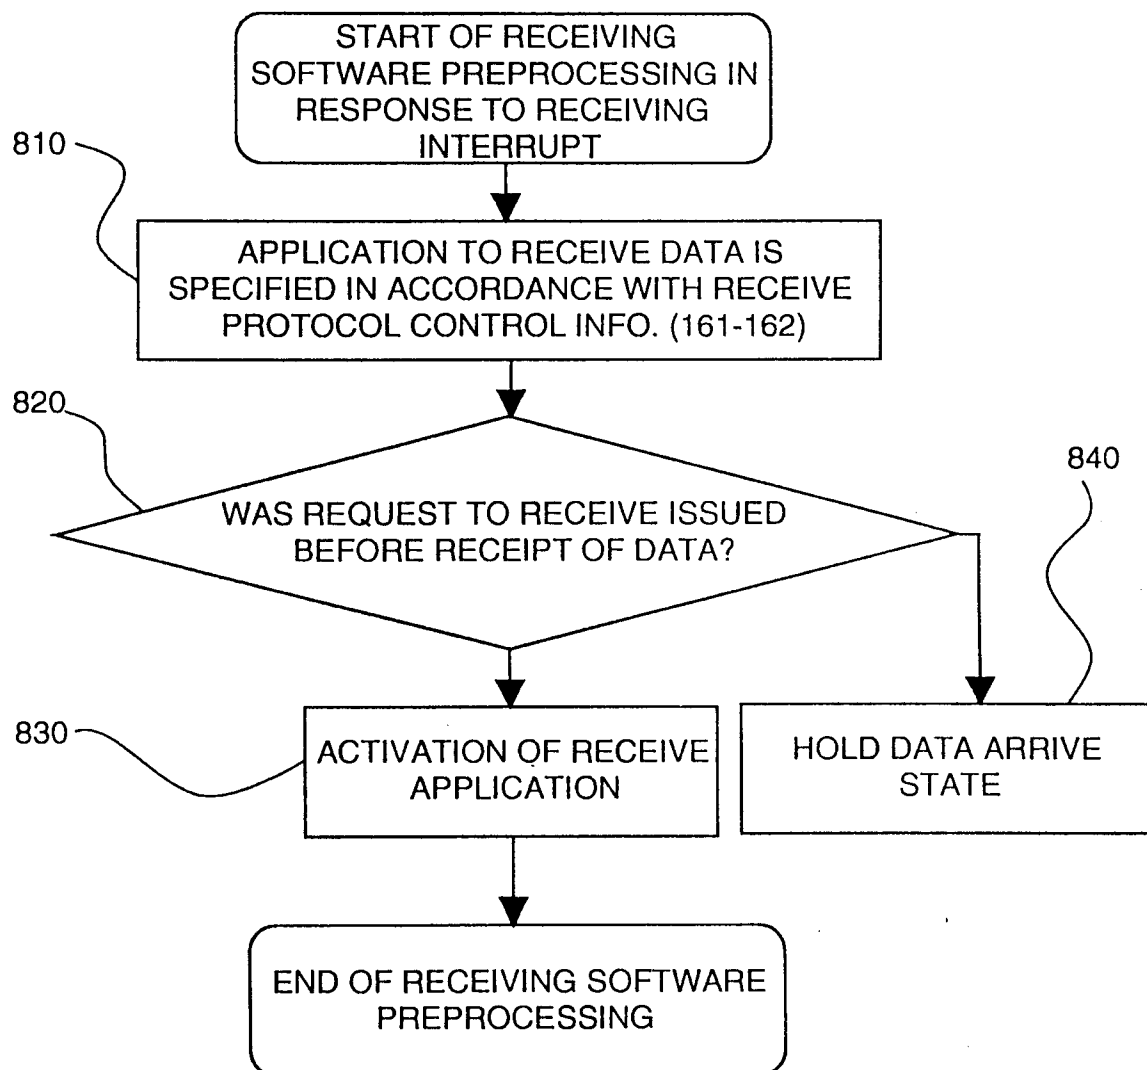 START OF RECEIVING
SOFTWARE PREPROCESSING IN
RESPONSE TO RECEIVING
INTERRUPT
810
APPLICATION TO RECEIVE DATA IS
SPECIFIED IN ACCORDANCE WITH RECEIVE
PROTOCOL CONTROL INFO. (161-162)
820
WAS REQUEST TO RECEIVE ISSUED
BEFORE RECEIPT OF DATA?
840
830
ACTIVATION OF RECEIVE
APPLICATION
HOLD DATA ARRIVE
STATE
END OF RECEIVING SOFTWARE
PREPROCESSING